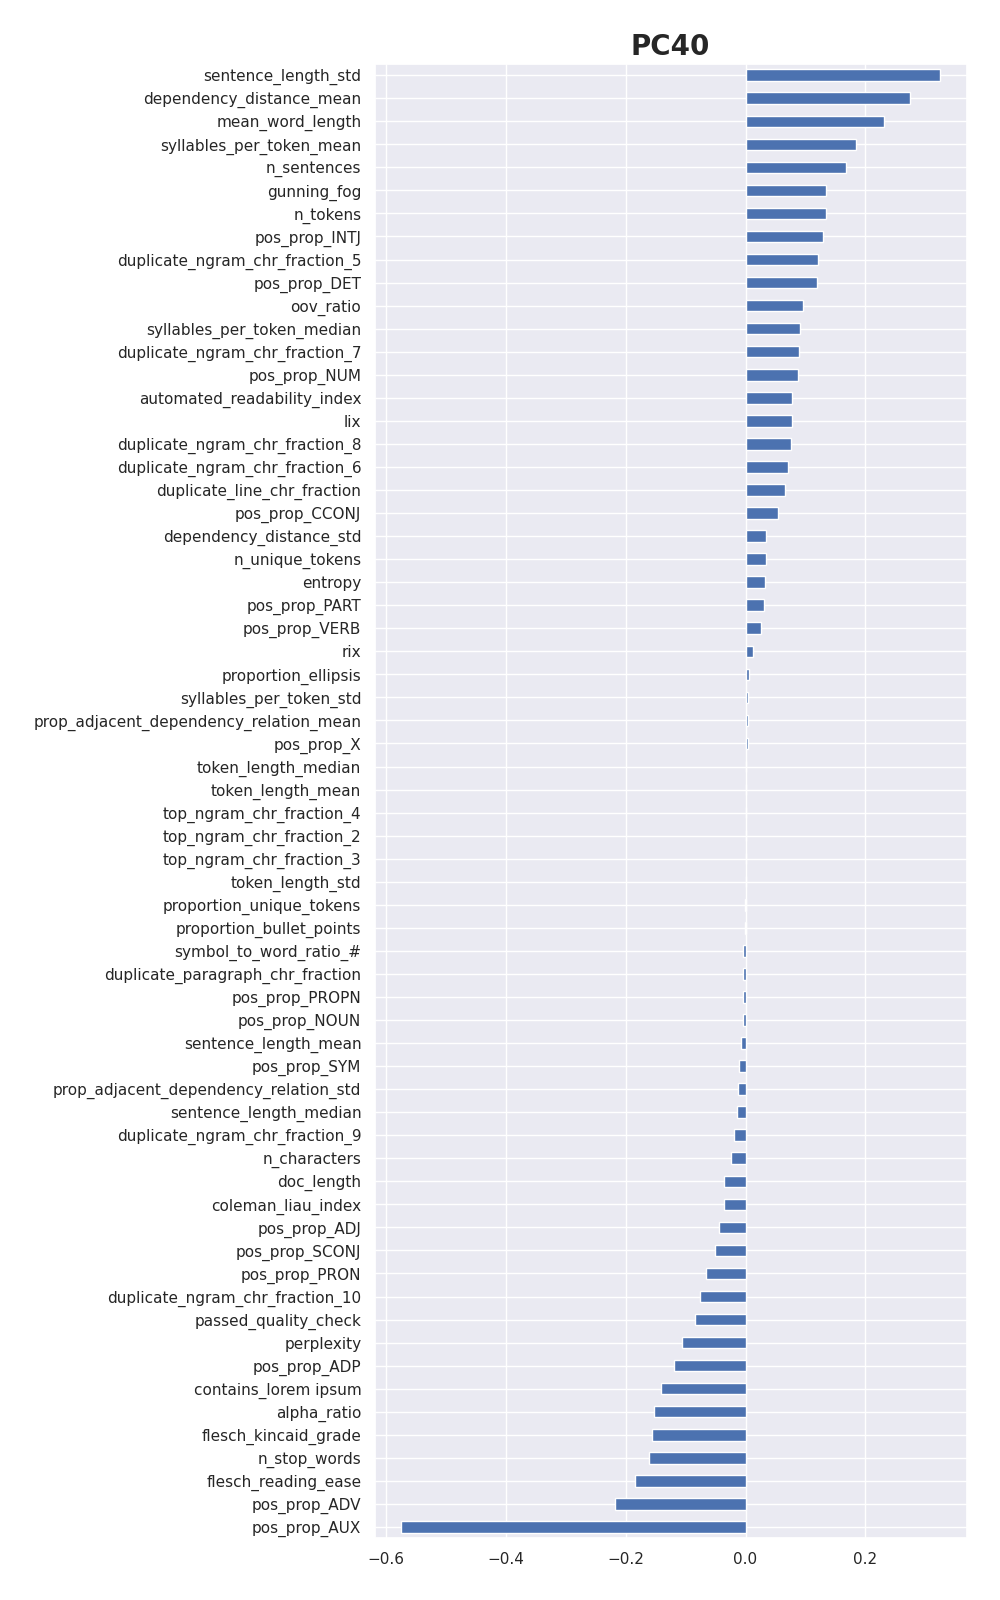 PC40
sentence_length_std
dependency_distance_mean
mean_word_length
syllables_per_token_mean
n_sentences
gunning_fog
n_tokens
pos_prop_INTJ
duplicate_ngram_chr_fraction_5
pos_prop_DET
oov_ratio
syllables_per_token_median
duplicate_ngram_chr_fraction_7
pos_prop_NUM
automated_readability_index
lix
duplicate_ngram_chr_fraction_8
duplicate_ngram_chr_fraction_6
duplicate_line_chr_fraction
pos_prop_CCONJ
dependency_distance_std
n_unique_tokens
entropy
pos_prop_PART
pos_prop_VERB
rix
proportion_ellipsis
syllables_per_token_std
prop_adjacent_dependency_relation_mean
pos_prop_X
token_length_median
token_length_mean
top_ngram_chr_fraction_4
top_ngram_chr_fraction_2
top_ngram_chr_fraction_3
token_length_std
proportion_unique_tokens
proportion_bullet_points
symbol_to_word_ratio_#
duplicate_paragraph_chr_fraction
pos_prop_PROPN
pos_prop_NOUN
sentence_length_mean
pos_prop_SYM
prop_adjacent_dependency_relation_std
sentence_length_median
duplicate_ngram_chr_fraction_9
n_characters
doc_length
coleman_liau_index
pos_prop_ADJ
pos_prop_SCONJ
pos_prop_PRON
duplicate_ngram_chr_fraction_10
passed_quality_check
perplexity
pos_prop_ADP
contains_lorem ipsum
alpha_ratio
flesch_kincaid_grade
n_stop_words
flesch_reading_ease
pos_prop_ADV
pos_prop_AUX
−0.6 −0.4 −0.2 0.0 0.2